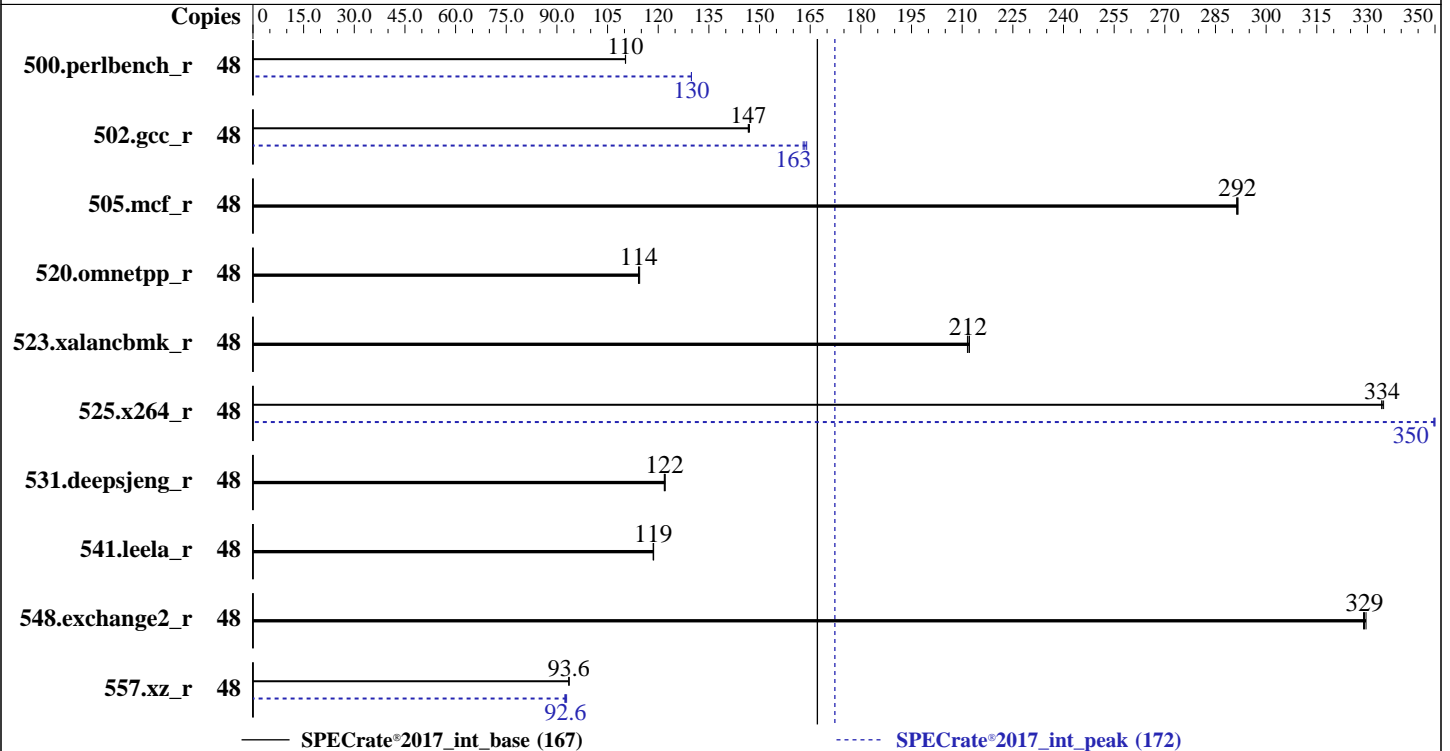 Copies 0 15.0 30.0 45.0 60.0 75.0 90.0 105 120 135 165 180 195 210 225 240 255 270 285 300 315 330 350
500.perlbench_r 48 110
130
502.gcc_r 48 147
163
505.mcf_r 48 292
520.omnetpp_r 48 114
523.xalancbmk_r 48 212
525.x264_r 48 334
350
531.deepsjeng_r 48 122
541.leela_r 48 119
548.exchange2_r 48 329
557.xz_r 48 93.6
92.6
SPECrate®2017_int_base (167) SPECrate®2017_int_peak (172)